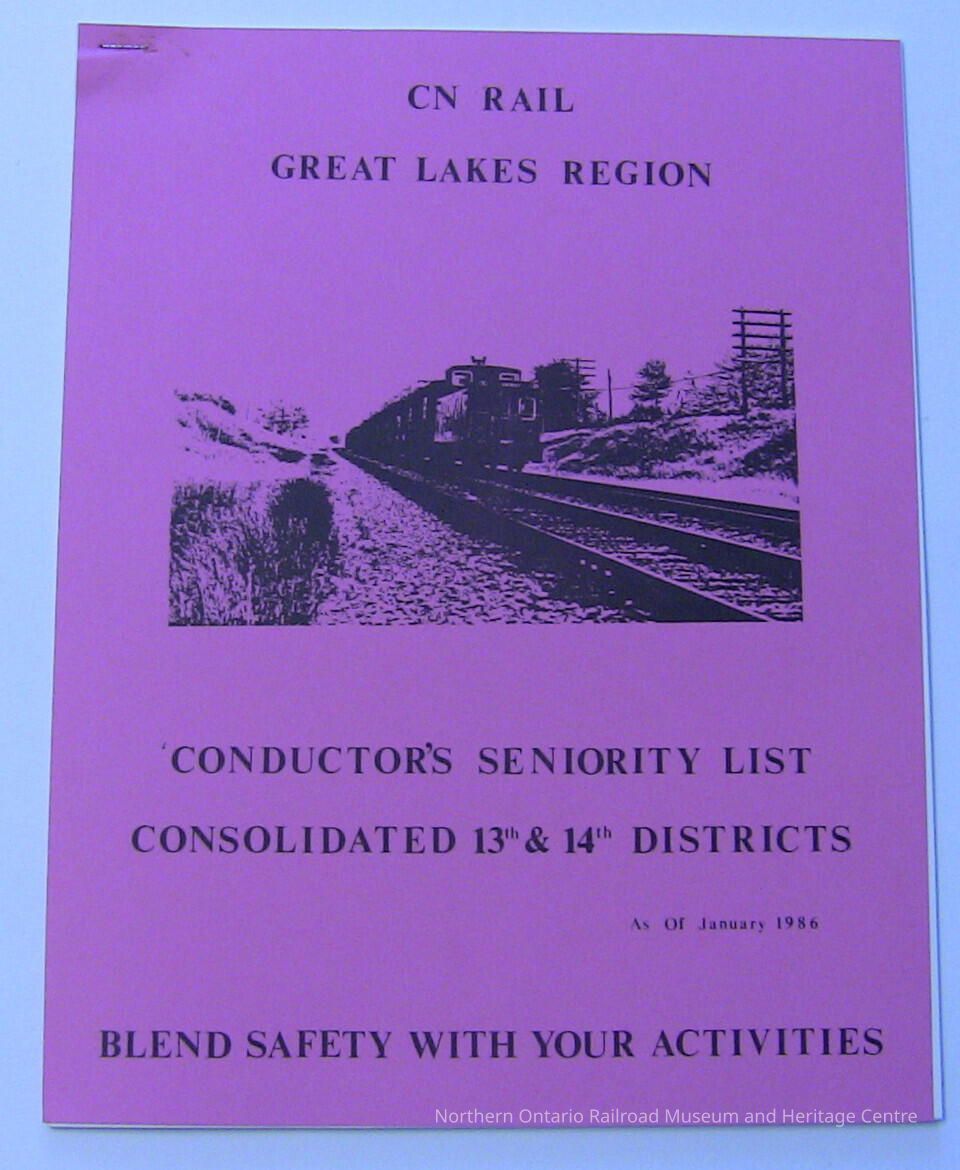 CN RAIL
GREAT LAKES REGION
'CONDUCTOR'S SENIORITY LIST
CONSOLIDATED 13th & 14th DISTRICTS
As Of January 1986
BLEND SAFETY WITH YOUR ACTIVITIES
Northern Ontario Railroad Museum and Heritage Centre